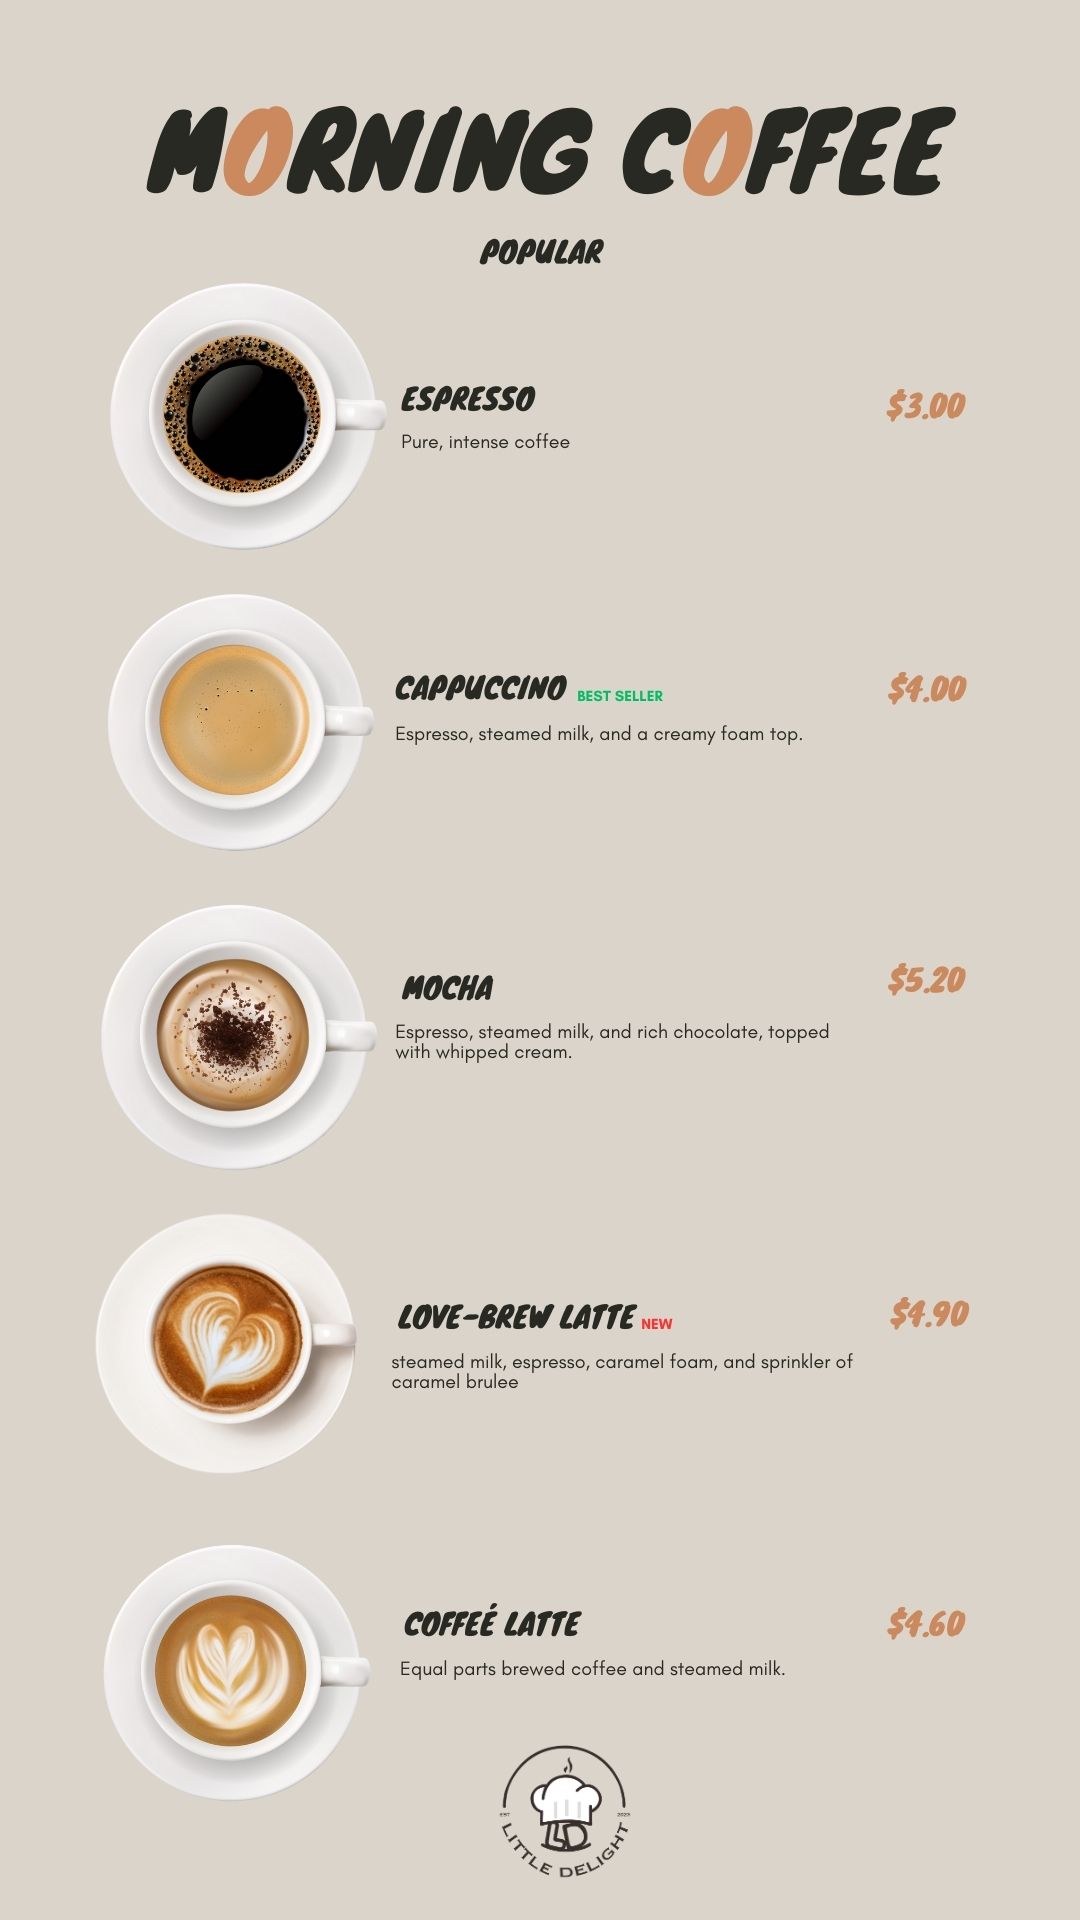 MORNING COFFEE
POPULAR
ESPRESSO $3.00
Pure, intense coffee
CAPPUCCINO BEST SELLER $4.00
Espresso, steamed milk, and a creamy foam top.
MOCHA $5.20
Espresso, steamed milk, and rich chocolate, topped
with whipped cream.
LOVE-BREW LATTE NEW $4.90
steamed milk, espresso, caramel foam, and sprinkler of
caramel brulee
COFFEÉ LATTE $4.60
Equal parts brewed coffee and steamed milk.
EST 2023
LD
LITTLE DELIGHT